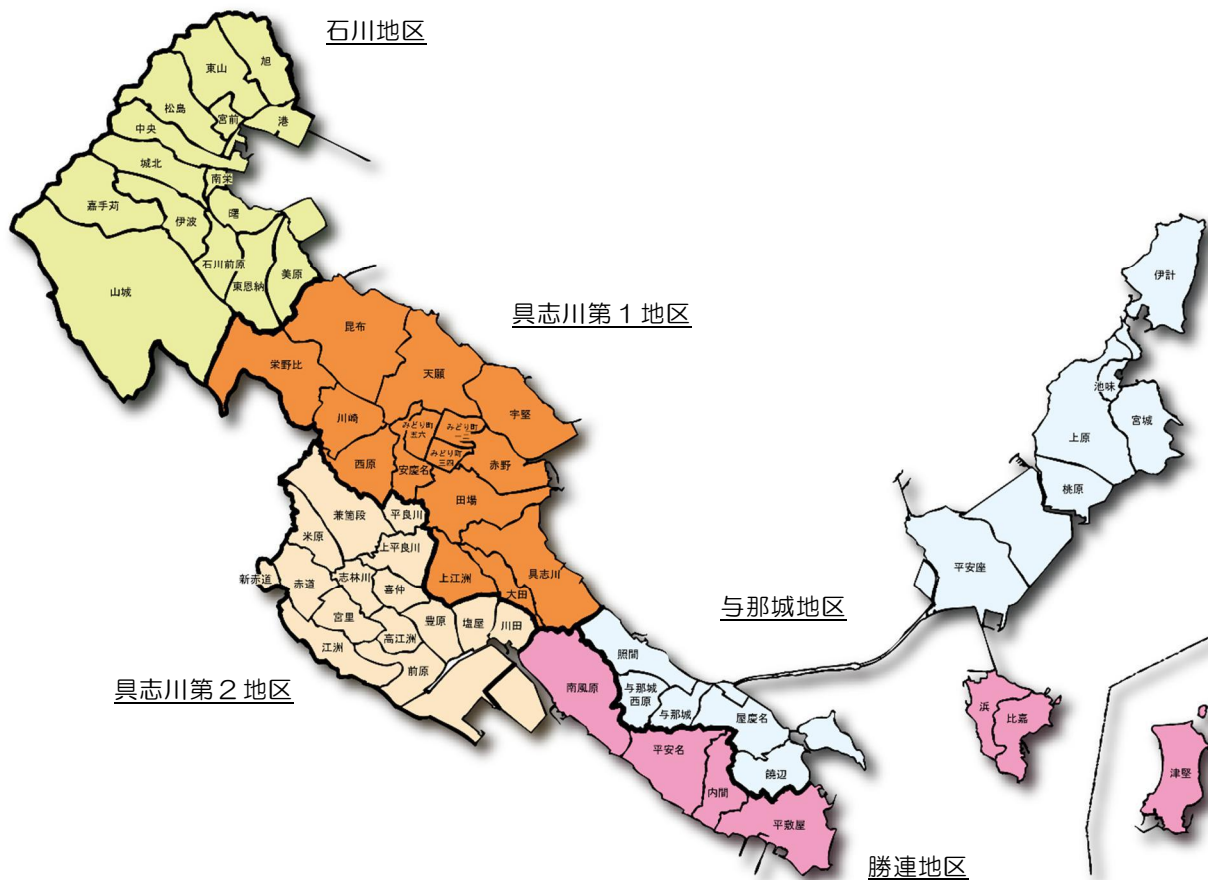 石川地区
旭
東山
松島
宮前
港
中央
城北
南栄
嘉手苅
伊波
曙
石川前原
東恩納
美原
山城
具志川第１地区
昆布
栄野比
天願
川崎
宇堅
みどり町
五六
みどり町
一二
みどり町
三四
西原
安慶名
赤野
田場
具志川
上江洲
大田
具志川第２地区
兼箇段
平良川
米原
上平良川
新赤道
赤道
志林川
喜仲
宮里
豊原
塩屋
川田
高江洲
江洲
前原
与那城地区
伊計
池味
宮城
上原
桃原
平安座
照間
与那城
西原
与那城
屋慶名
饒辺
勝連地区
南風原
平安名
内間
平敷屋
浜
比嘉
津堅